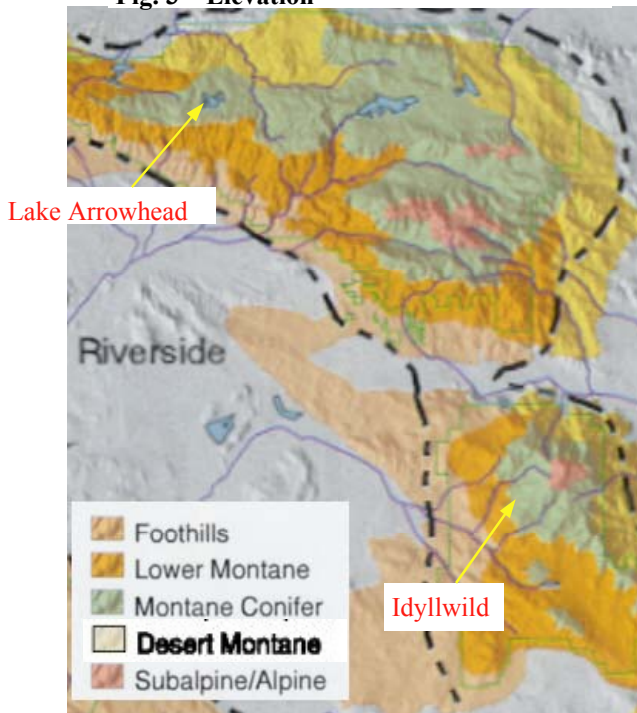 Fig. 3 Elevation
Lake Arrowhead
Riverside
Foothills
Lower Montane
Montane Conifer
Desert Montane
Subalpine/Alpine
Idyllwild